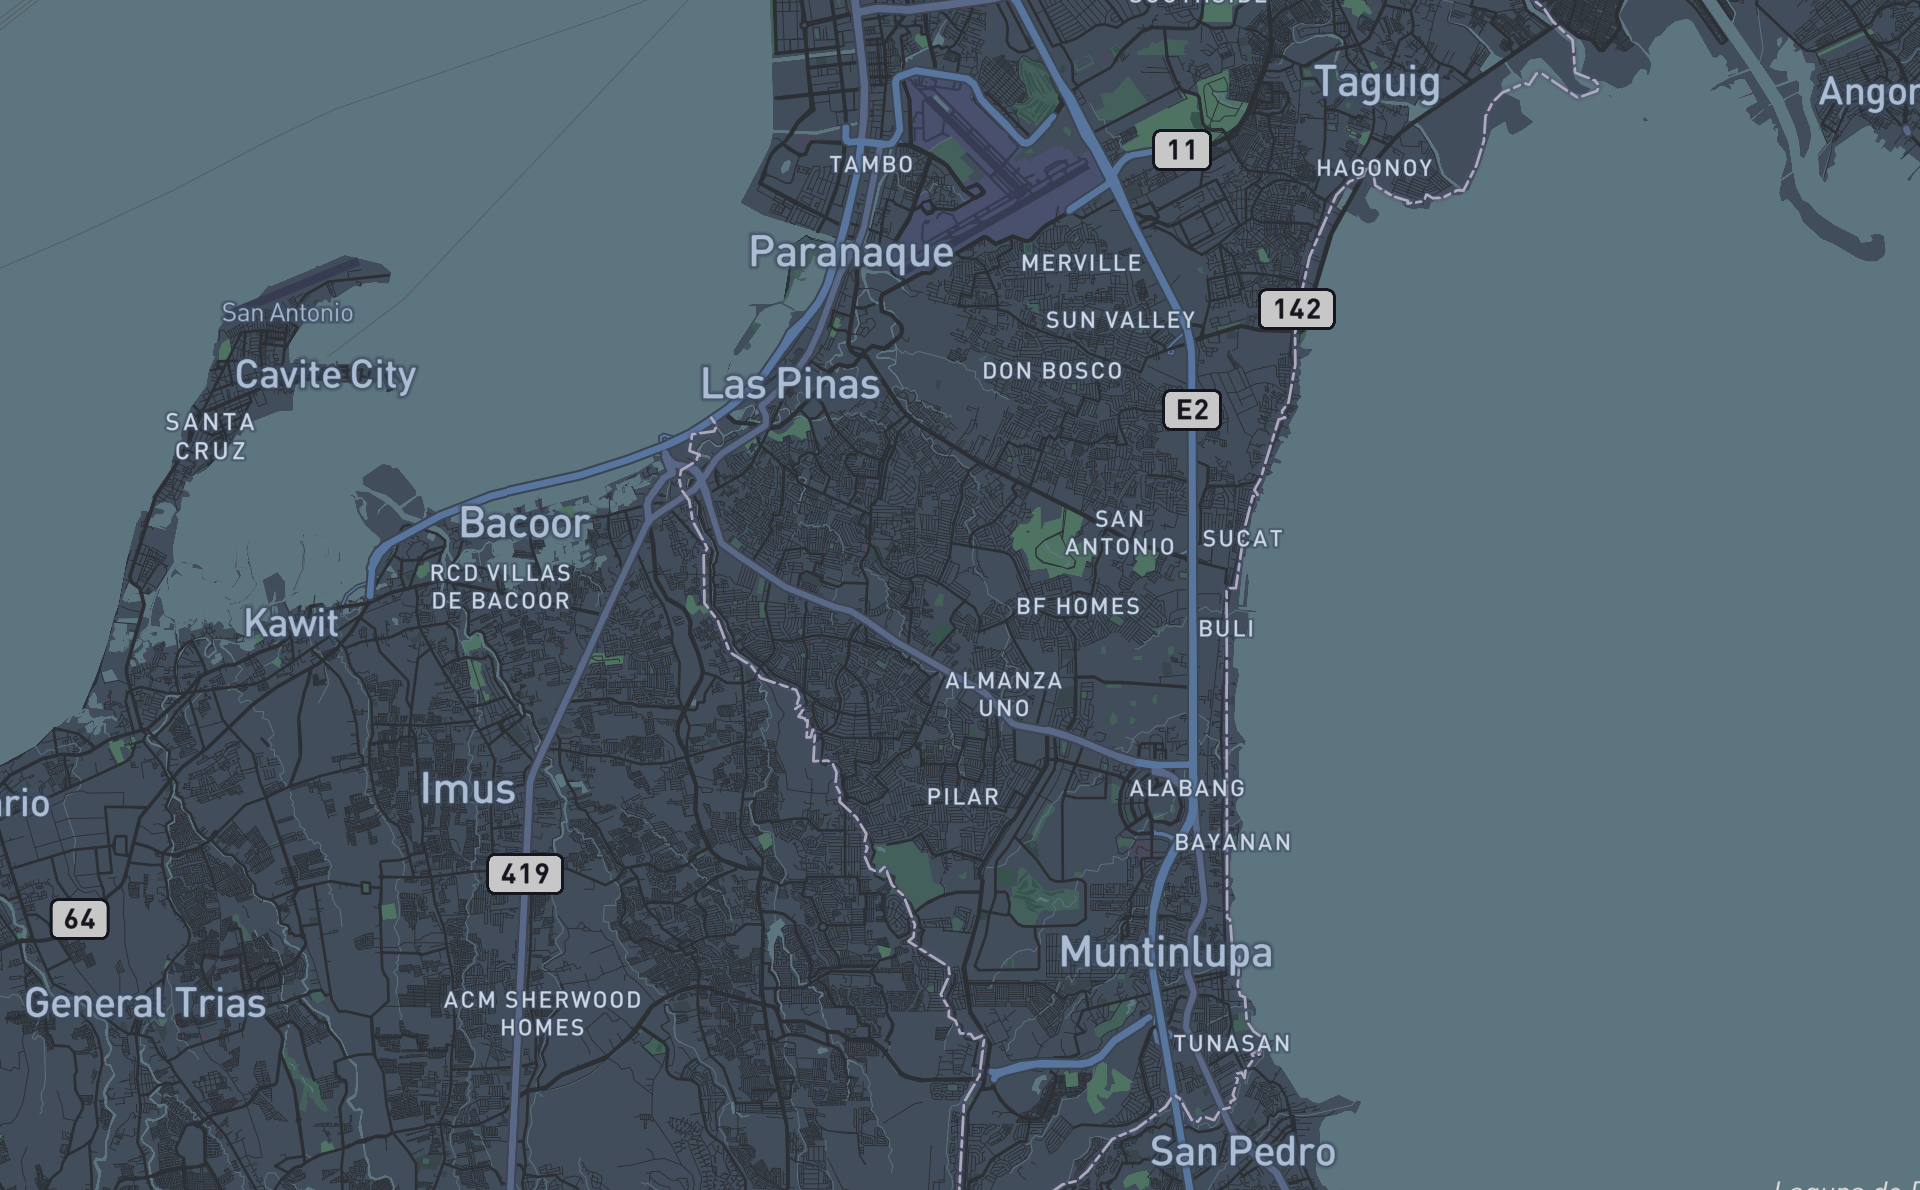 Taguig
Angor
11
TAMBO
HAGONOY
Paranaque
MERVILLE
San Antonio
142
SUN VALLEY
Cavite City
Las Pinas
DON BOSCO
E2
SANTA
CRUZ
Bacoor
SAN
ANTONIO
SUCAT
RCD VILLAS
DE BACOOR
Kawit
BF HOMES
BULI
ALMANZA
UNO
Imus
PILAR
ALABANG
ario
BAYANAN
419
64
Muntinlupa
General Trias
ACM SHERWOOD
HOMES
TUNASAN
San Pedro